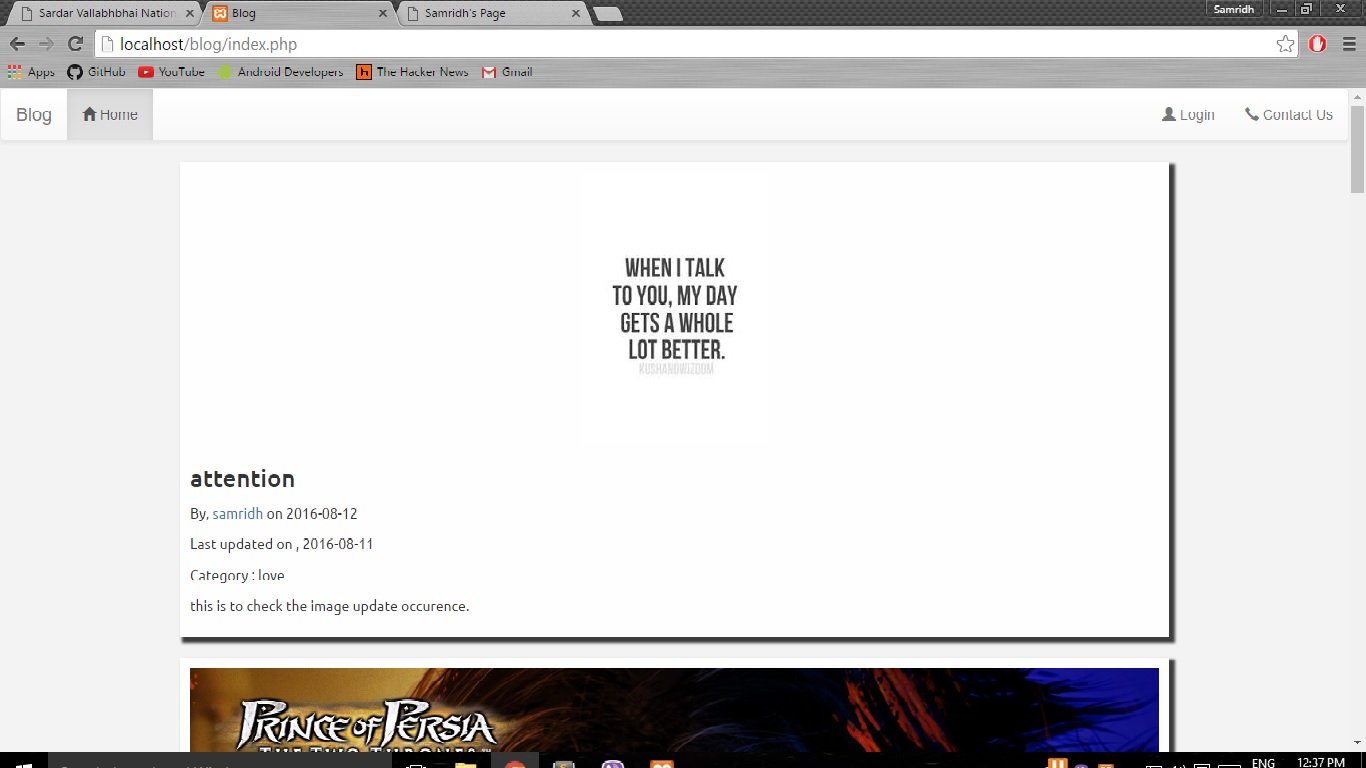 Sardar Vallabhbhai Nation
Blog
Samridh's Page
Samridh
localhost/blog/index.php
Apps GitHub YouTube Android Developers The Hacker News Gmail
Blog Home Login Contact Us
WHEN I TALK
TO YOU, MY DAY
GETS A WHOLE
LOT BETTER.
KUSHANDWIZDOM
attention
By, samridh on 2016-08-12
Last updated on , 2016-08-11
Category : love
this is to check the image update occurence.
PRINCE OF PERSIA
THE TWO THRONES™
ENG 12:37 PM